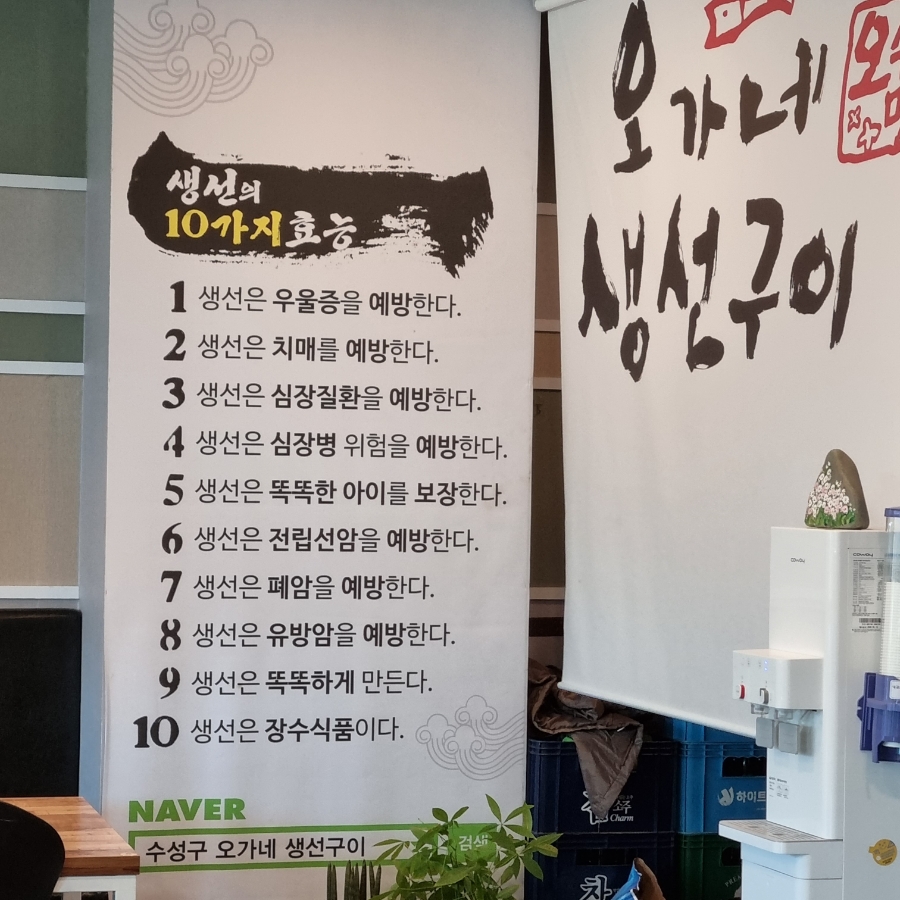 생선의
10가지효능
1 생선은 우울증을 예방한다.
2 생선은 치매를 예방한다.
3 생선은 심장질환을 예방한다.
4 생선은 심장병 위험을 예방한다.
5 생선은 똑똑한 아이를 보장한다.
6 생선은 전립선암을 예방한다.
7 생선은 폐암을 예방한다.
8 생선은 유방암을 예방한다.
9 생선은 똑똑하게 만든다.
10 생선은 장수식품이다.
NAVER
수성구 오가네 생선구이
검색
오가네
생선구이
coway
coway
하이트
소주
Charm
참